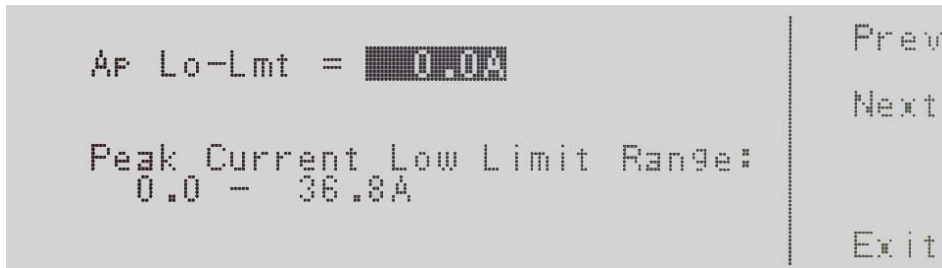 Ap Lo-Lmt = 0.0A
Peak Current Low Limit Range:
0.0 - 36.8A
Prev
Next
Exit